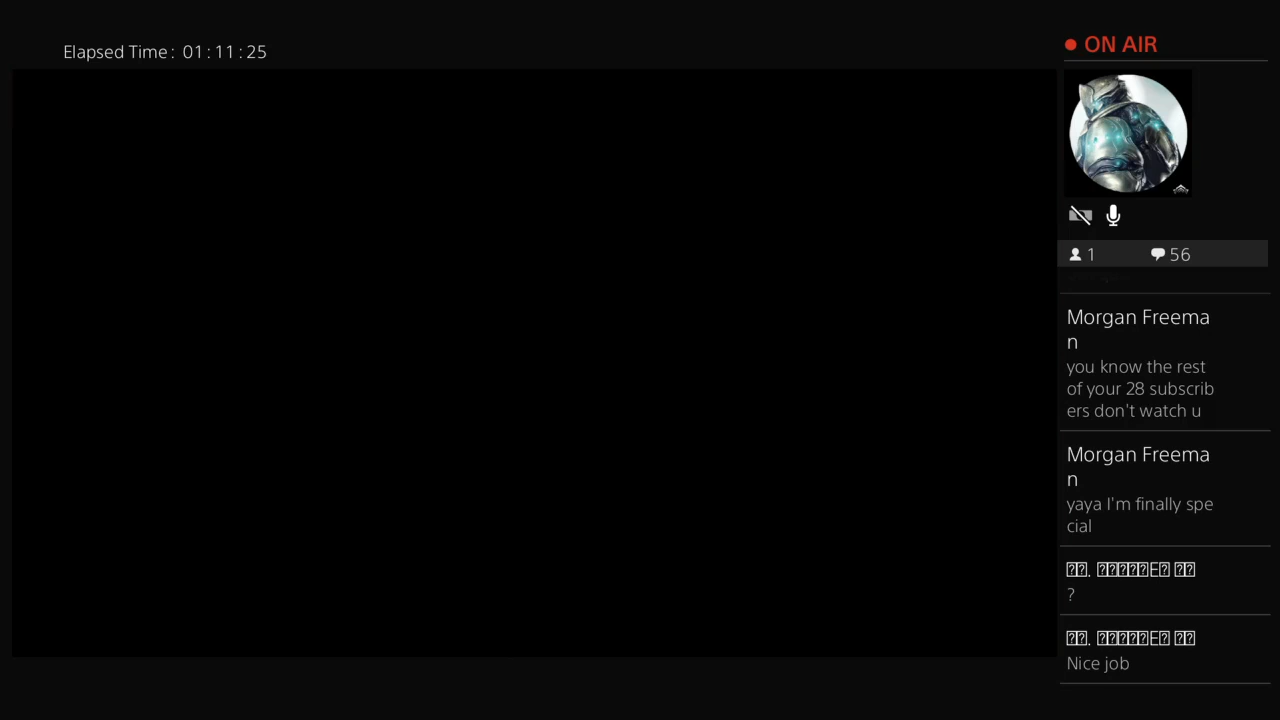 Elapsed Time: 01:11:25
ON AIR
1
56
Morgan Freema
n
you know the rest
of your 28 subscrib
ers don't watch u
Morgan Freema
n
yaya I'm finally spe
cial
?
Nice job